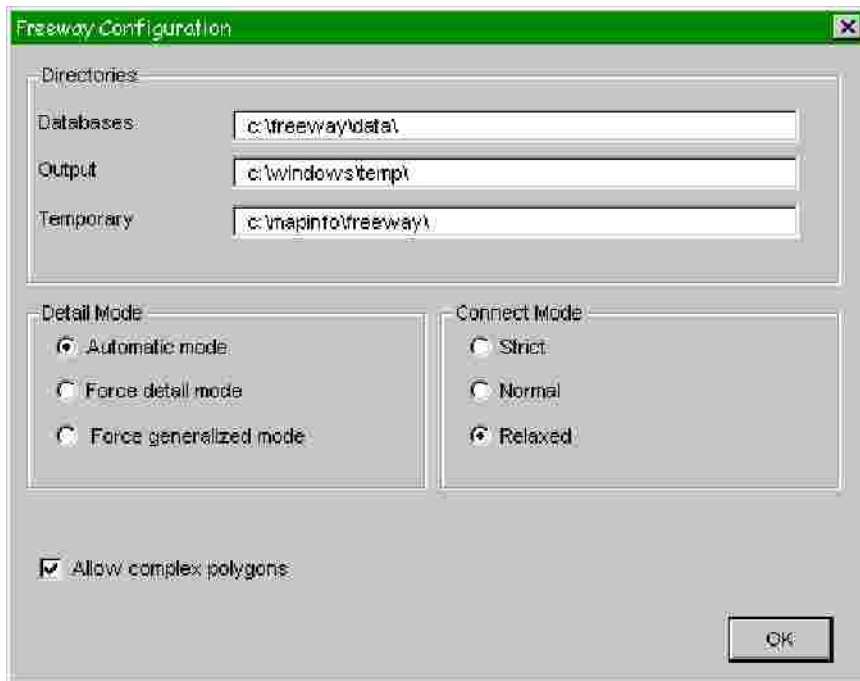 Freeway Configuration
Directories
Databases
c:\freeway\data\
Output
c:\windows\temp\
Temporary
c:\mapinfo\freeway\
Detail Mode
Automatic mode
Force detail mode
Force generalized mode
Connect Mode
Strict
Normal
Relaxed
Allow complex polygons
OK